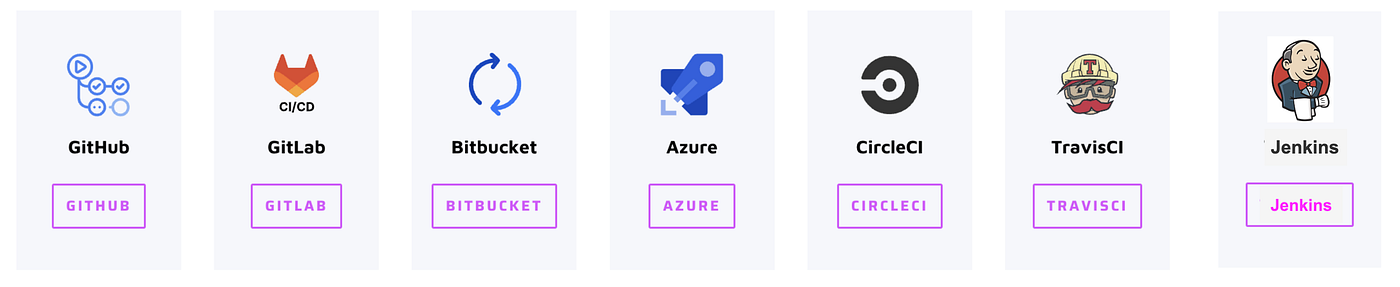 CI/CD
GitHub
GitLab
Bitbucket
Azure
CircleCI
TravisCI
Jenkins
GITHUB
GITLAB
BITBUCKET
AZURE
CIRCLECI
TRAVISCI
Jenkins